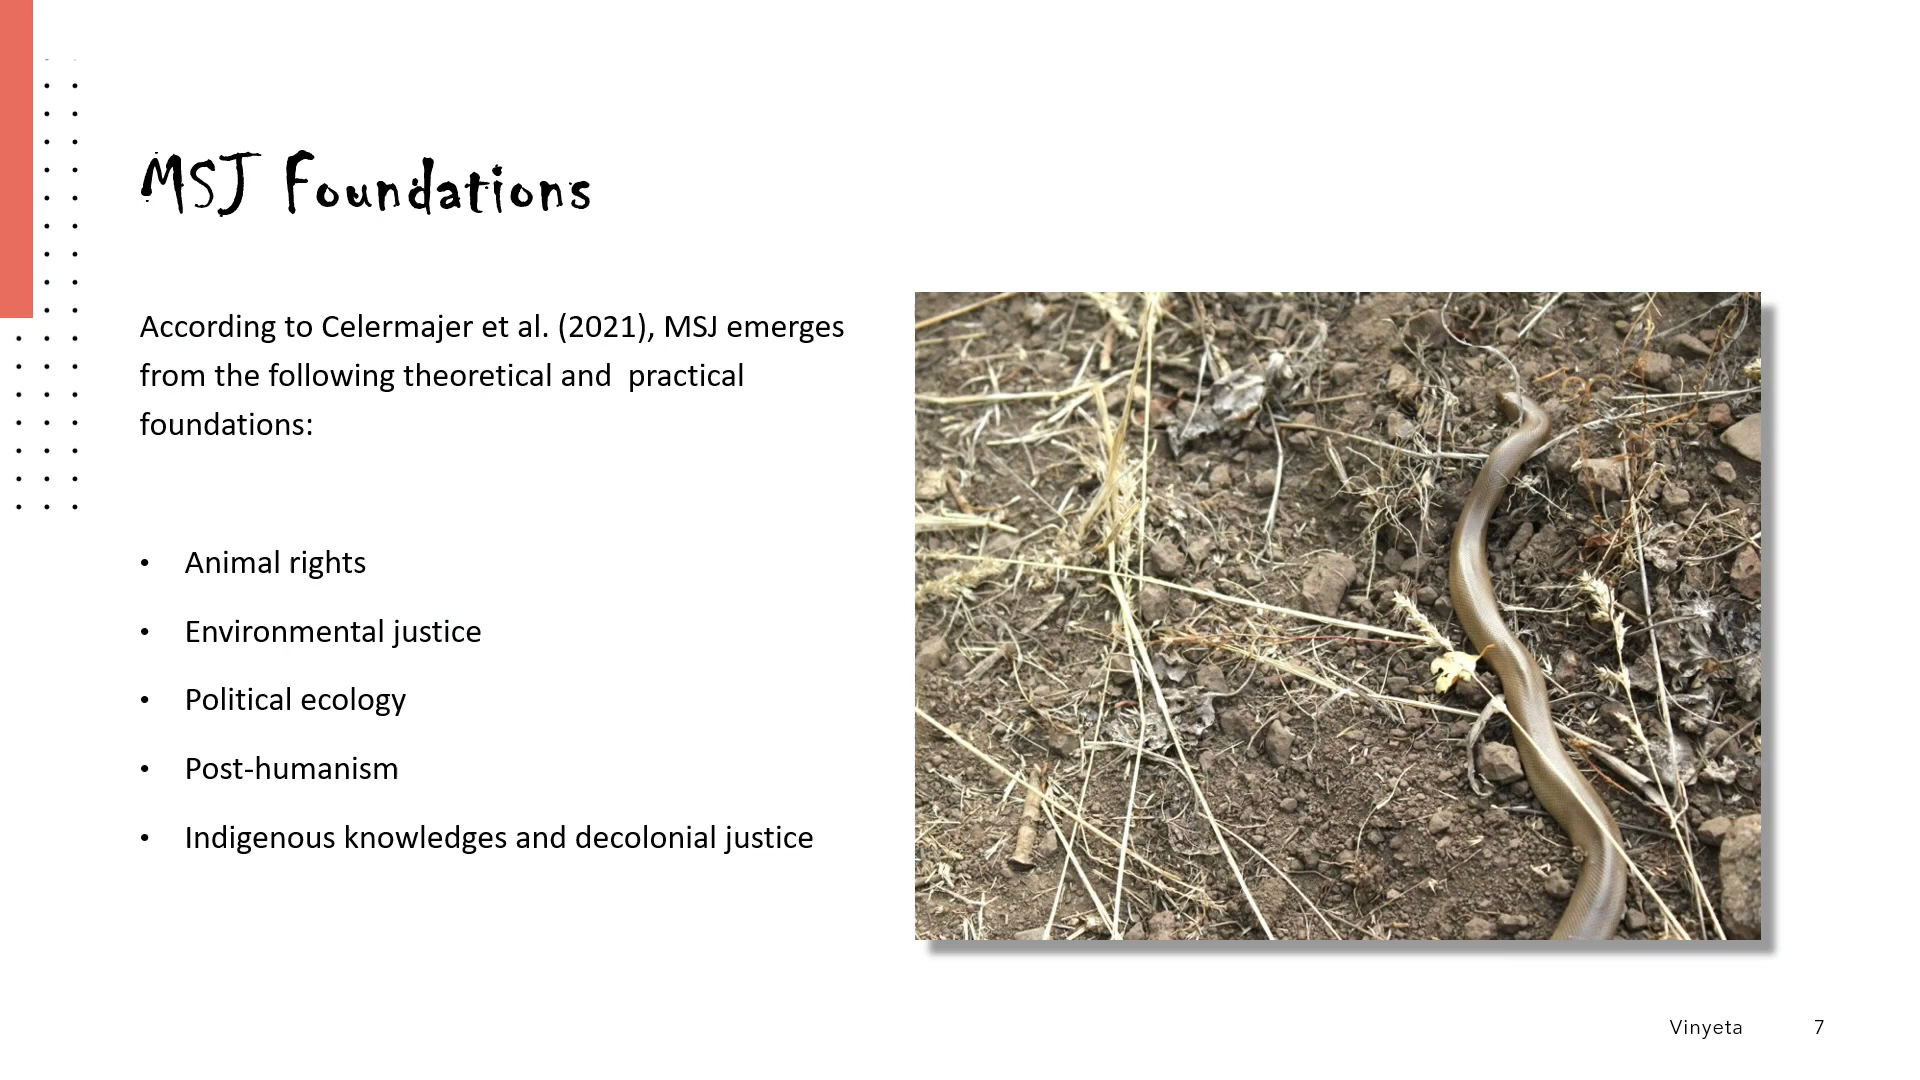 MSJ Foundations
According to Celermajer et al. (2021), MSJ emerges
from the following theoretical and  practical
foundations:
• Animal rights
• Environmental justice
• Political ecology
• Post-humanism
• Indigenous knowledges and decolonial justice
Vinyeta 7